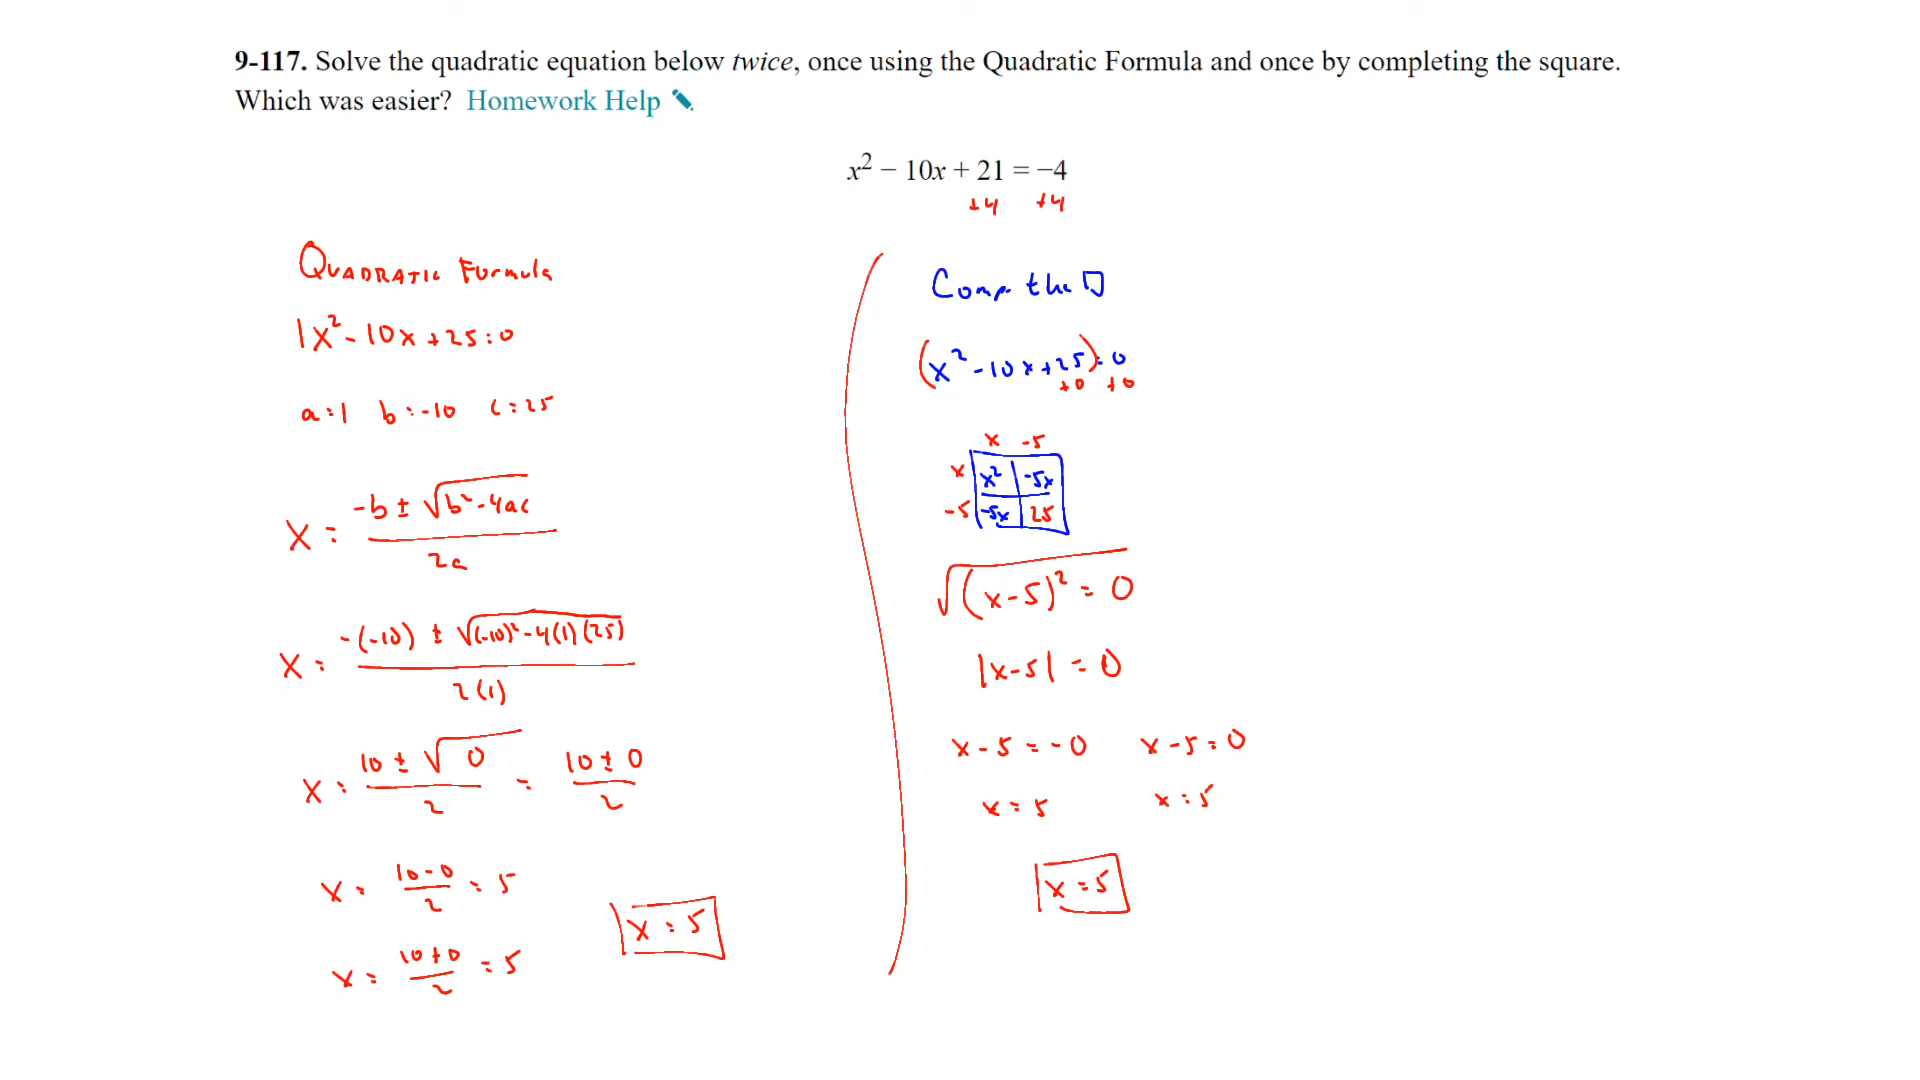 9-117. Solve the quadratic equation below twice, once using the Quadratic Formula and once by completing the square.
Which was easier? Homework Help
x² − 10x + 21 = −4
+4 +4
QUADRATIC Formula
1x² - 10x + 25 = 0
a = 1 b = -10 c = 25
x = (-b ± √(b² - 4ac)) / 2a
x = (-(-10) ± √((-10)² - 4(1)(25))) / 2(1)
x = (10 ± √0) / 2 = (10 ± 0) / 2
x = (10 - 0) / 2 = 5
x = (10 + 0) / 2 = 5
x = 5
Comp the □
(x² - 10x + 25) = 0
+0 +0
x -5
x x² -5x
-5 -5x 25
√(x - 5)² = 0
|x - 5| = 0
x - 5 = -0 x - 5 = 0
x = 5 x = 5
x = 5